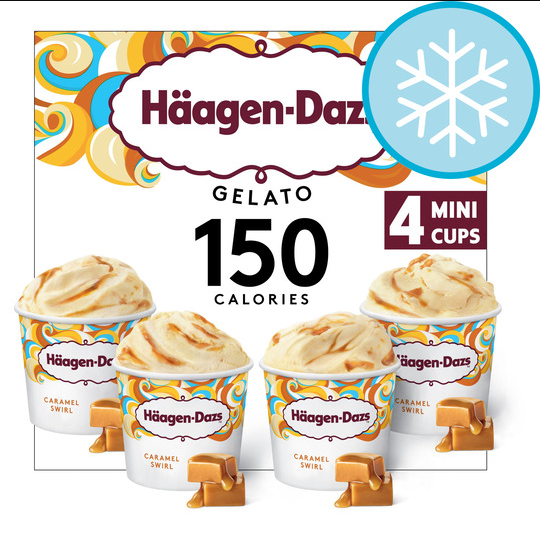 Häagen-Dazs
GELATO
150
CALORIES
4 MINI
CUPS
Häagen-Dazs
CARAMEL
SWIRL
Häagen-Dazs
CARAMEL
SWIRL
Häagen-Dazs
CARAMEL
SWIRL
Häagen-Dazs
CARAMEL
SWIRL